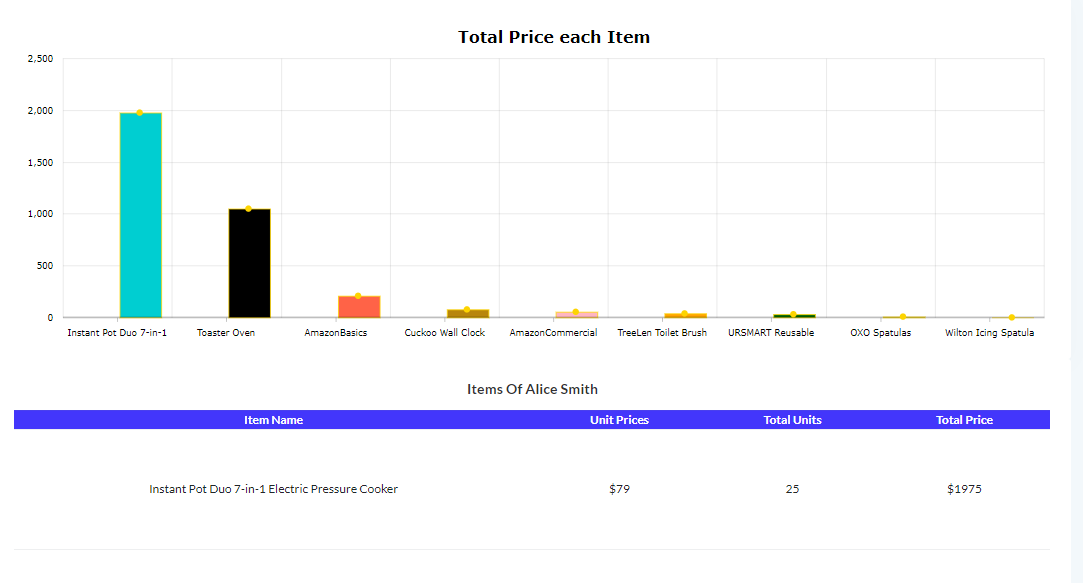 Total Price each Item
2,500
2,000
1,500
1,000
500
0
Instant Pot Duo 7-in-1 Toaster Oven AmazonBasics Cuckoo Wall Clock AmazonCommercial TreeLen Toilet Brush URSMART Reusable OXO Spatulas Wilton Icing Spatula
Items Of Alice Smith
Item Name Unit Prices Total Units Total Price
Instant Pot Duo 7-in-1 Electric Pressure Cooker $79 25 $1975